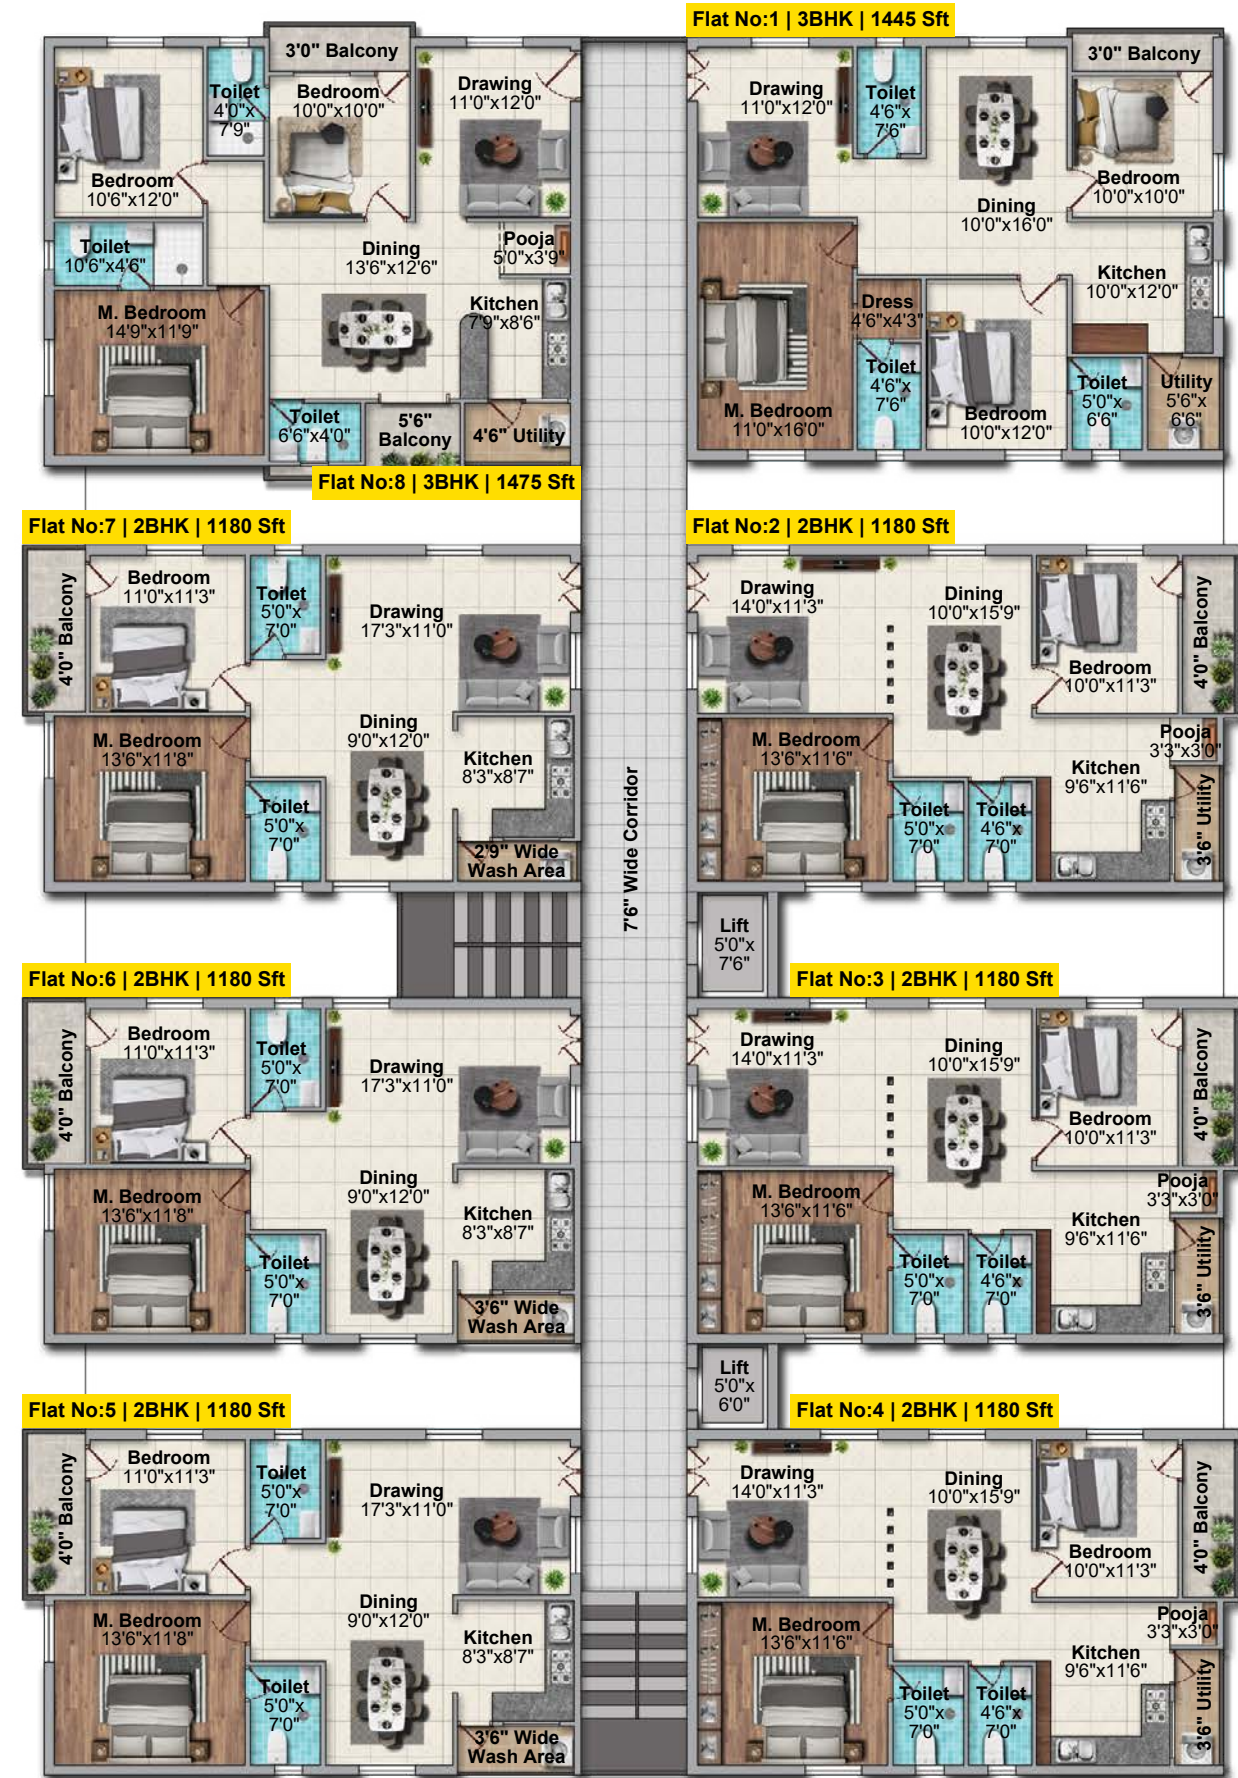 Flat No:1 | 3BHK | 1445 Sft
3'0" Balcony
Toilet
4'0"x
7'9"
Bedroom
10'0"x10'0"
Drawing
11'0"x12'0"
Bedroom
10'6"x12'0"
Toilet
10'6"x4'6"
Dining
13'6"x12'6"
Pooja
5'0"x3'9"
M. Bedroom
14'9"x11'9"
Kitchen
7'9"x8'6"
Toilet
6'6"x4'0"
5'6"
Balcony
4'6" Utility
Flat No:8 | 3BHK | 1475 Sft
Drawing
11'0"x12'0"
Toilet
4'6"x
7'6"
3'0" Balcony
Bedroom
10'0"x10'0"
Dining
10'0"x16'0"
Kitchen
10'0"x12'0"
Dress
4'6"x4'3"
Toilet
4'6"x
7'6"
M. Bedroom
11'0"x16'0"
Bedroom
10'0"x12'0"
Toilet
5'0"x
6'6"
Utility
5'6"x
6'6"
Flat No:7 | 2BHK | 1180 Sft
4'0" Balcony
Bedroom
11'0"x11'3"
Toilet
5'0"x
7'0"
Drawing
17'3"x11'0"
M. Bedroom
13'6"x11'8"
Dining
9'0"x12'0"
Kitchen
8'3"x8'7"
Toilet
5'0"x
7'0"
2'9" Wide
Wash Area
7'6" Wide Corridor
Flat No:2 | 2BHK | 1180 Sft
Drawing
14'0"x11'3"
Dining
10'0"x15'9"
Bedroom
10'0"x11'3"
4'0" Balcony
M. Bedroom
13'6"x11'6"
Pooja
3'3"x3'0"
Kitchen
9'6"x11'6"
Toilet
5'0"x
7'0"
Toilet
4'6"x
7'0"
3'6" Utility
Lift
5'0"x
7'6"
Flat No:6 | 2BHK | 1180 Sft
4'0" Balcony
Bedroom
11'0"x11'3"
Toilet
5'0"x
7'0"
Drawing
17'3"x11'0"
M. Bedroom
13'6"x11'8"
Dining
9'0"x12'0"
Kitchen
8'3"x8'7"
Toilet
5'0"x
7'0"
3'6" Wide
Wash Area
Flat No:3 | 2BHK | 1180 Sft
Drawing
14'0"x11'3"
Dining
10'0"x15'9"
Bedroom
10'0"x11'3"
4'0" Balcony
M. Bedroom
13'6"x11'6"
Pooja
3'3"x3'0"
Kitchen
9'6"x11'6"
Toilet
5'0"x
7'0"
Toilet
4'6"x
7'0"
3'6" Utility
Lift
5'0"x
6'0"
Flat No:5 | 2BHK | 1180 Sft
4'0" Balcony
Bedroom
11'0"x11'3"
Toilet
5'0"x
7'0"
Drawing
17'3"x11'0"
M. Bedroom
13'6"x11'8"
Dining
9'0"x12'0"
Kitchen
8'3"x8'7"
Toilet
5'0"x
7'0"
3'6" Wide
Wash Area
Flat No:4 | 2BHK | 1180 Sft
Drawing
14'0"x11'3"
Dining
10'0"x15'9"
Bedroom
10'0"x11'3"
4'0" Balcony
M. Bedroom
13'6"x11'6"
Pooja
3'3"x3'0"
Kitchen
9'6"x11'6"
Toilet
5'0"x
7'0"
Toilet
4'6"x
7'0"
3'6" Utility